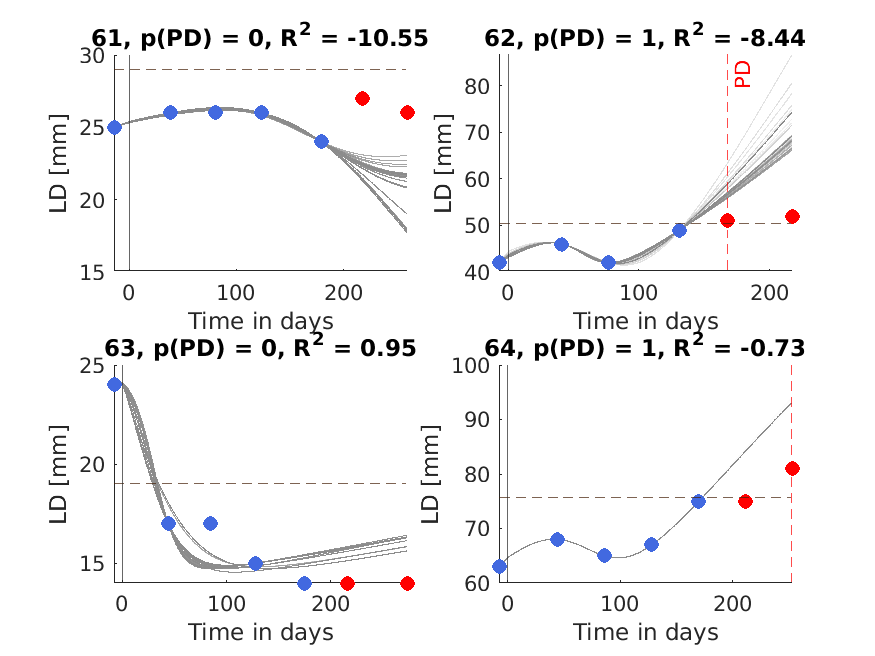 61, p(PD) = 0, R2 = -10.55
30
25
20
15
LD [mm]
0 100 200
Time in days
62, p(PD) = 1, R2 = -8.44
80
70
60
50
40
LD [mm]
PD
0 100 200
Time in days
63, p(PD) = 0, R2 = 0.95
25
20
15
LD [mm]
0 100 200
Time in days
64, p(PD) = 1, R2 = -0.73
100
90
80
70
60
LD [mm]
0 100 200
Time in days